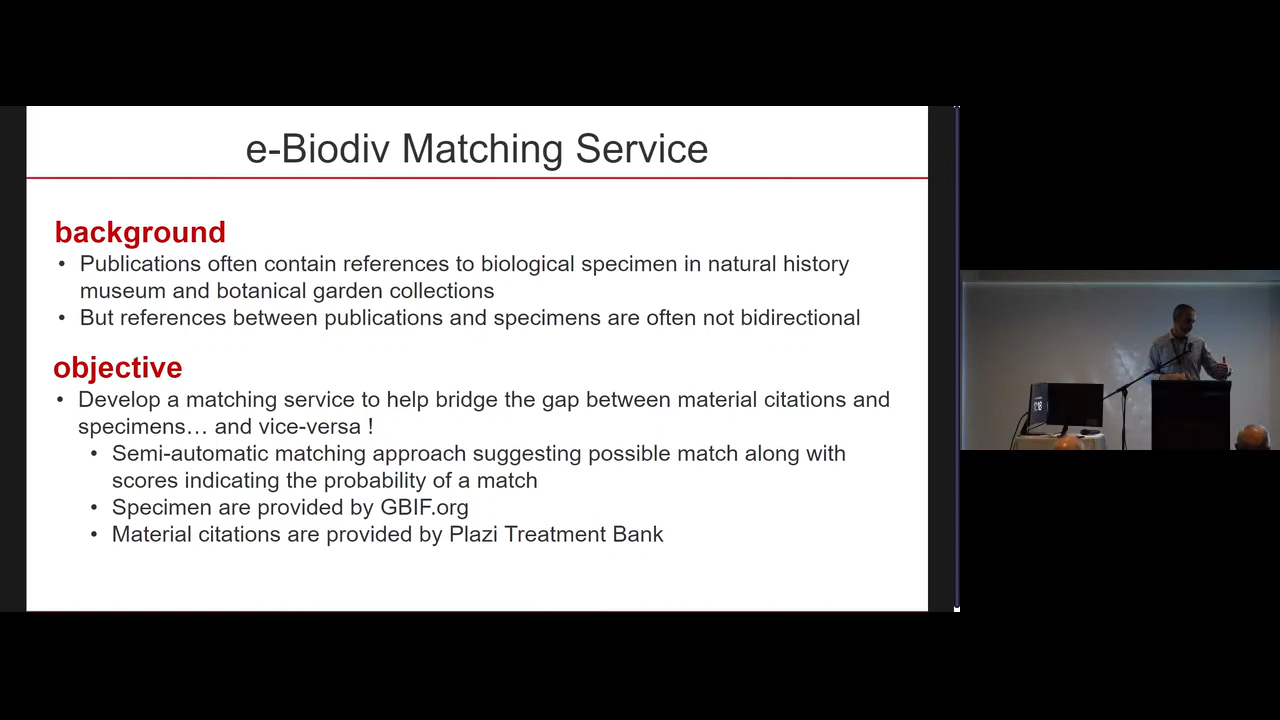 e-Biodiv Matching Service
background
• Publications often contain references to biological specimen in natural history
museum and botanical garden collections
• But references between publications and specimens are often not bidirectional
objective
• Develop a matching service to help bridge the gap between material citations and
specimens… and vice-versa !
• Semi-automatic matching approach suggesting possible match along with
scores indicating the probability of a match
• Specimen are provided by GBIF.org
• Material citations are provided by Plazi Treatment Bank